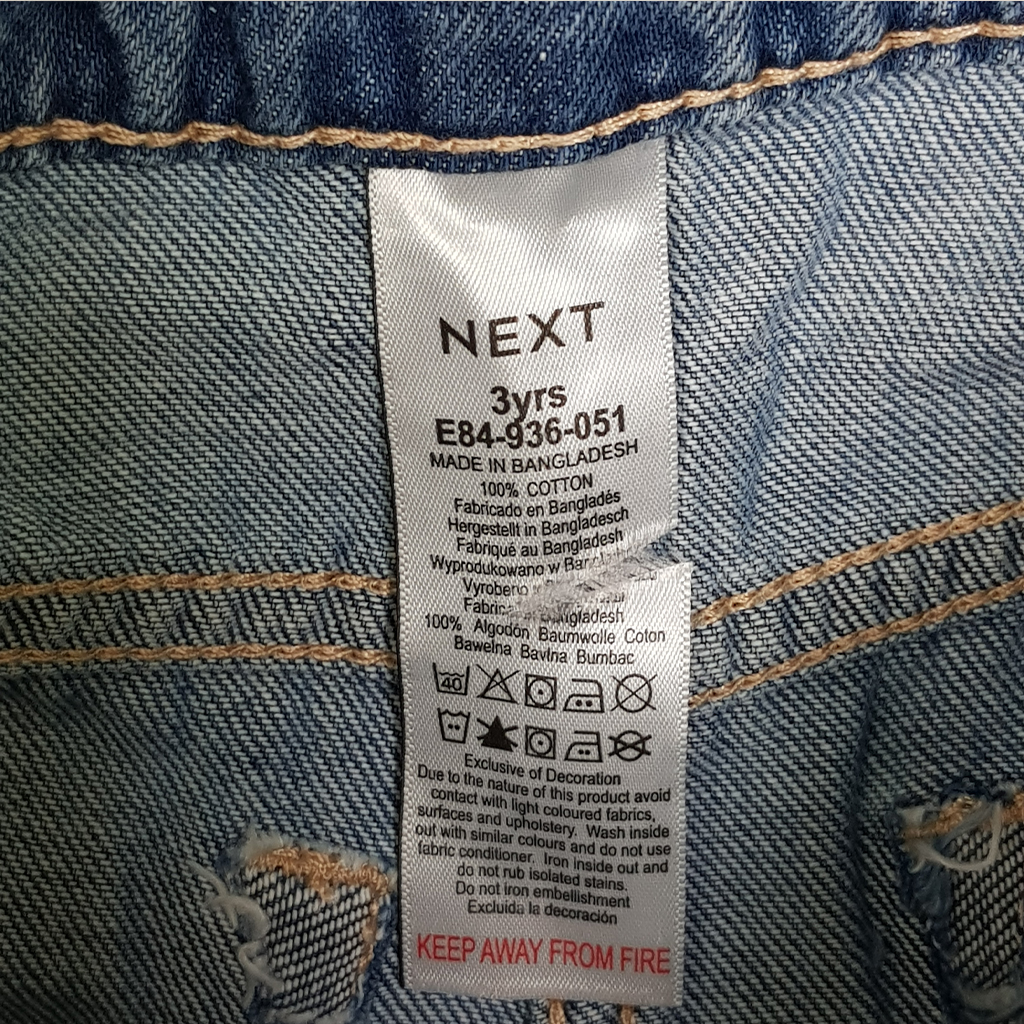 NEXT
3yrs
E84-936-051
MADE IN BANGLADESH
100% COTTON
Fabricado en Bangladés
Hergestellt in Bangladesch
Fabriqué au Bangladesh
Wyprodukowano w
Vyrobeno
Bangladesh
100% Algodón Baumwolle Coton
Bawełna Bavlna Bumbac
40
Exclusive of Decoration
Due to the nature of this product avoid
contact with light coloured fabrics,
surfaces and upholstery. Wash inside
out with similar colours and do not use
fabric conditioner. Iron inside out and
do not rub isolated stains.
Do not iron embellishment
Excluida la decoración
KEEP AWAY FROM FIRE